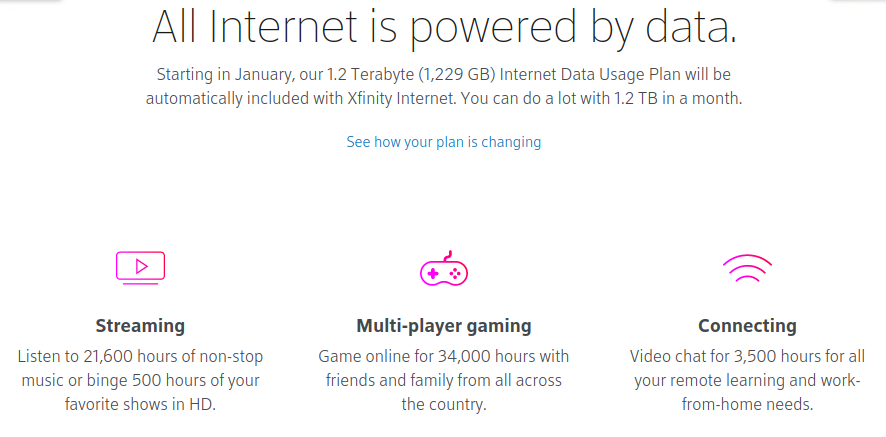 All Internet is powered by data.
Starting in January, our 1.2 Terabyte (1,229 GB) Internet Data Usage Plan will be
automatically included with Xfinity Internet. You can do a lot with 1.2 TB in a month.
See how your plan is changing
Streaming
Listen to 21,600 hours of non-stop
music or binge 500 hours of your
favorite shows in HD.
Multi-player gaming
Game online for 34,000 hours with
friends and family from all across
the country.
Connecting
Video chat for 3,500 hours for all
your remote learning and work-
from-home needs.